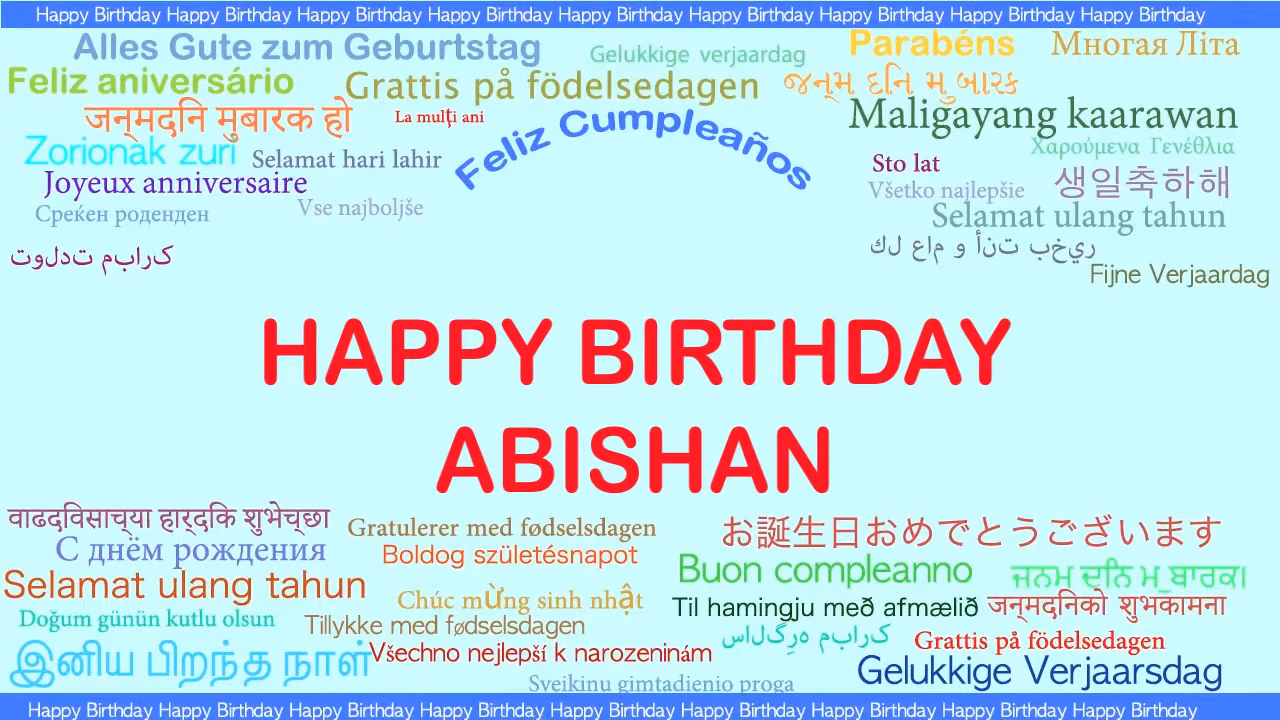 Happy Birthday Happy Birthday Happy Birthday Happy Birthday Happy Birthday Happy Birthday Happy Birthday Happy Birthday Happy Birthday
Alles Gute zum Geburtstag
Gelukkige verjaardag
Parabéns
Многая Літа
Feliz aniversário
Grattis på födelsedagen
જન્મ દનિ મુબારક
जन्मदनि मुबारक हो
La mulţi ani
Feliz Cumpleaños
Maligayang kaarawan
Χαρούμενα Γενέθλια
Zorionak zuri
Selamat hari lahir
Sto lat
Joyeux anniversaire
Všetko najlepšie
생일축하해
Среќен роденден
Vse najboljše
Selamat ulang tahun
تولدت مبارک
كل عام و أنت بخير
Fijne Verjaardag
HAPPY BIRTHDAY
ABISHAN
वाढदविसाच्या हार्दकि शुभेच्छा
Gratulerer med fødselsdagen
お誕生日おめでとうございます
С днём рождения
Boldog születésnapot
Buon compleanno
ਜਨਮ ਦਨਿ ਮੁਬਾਰਕ।
Selamat ulang tahun
Chúc mừng sinh nhật
Til hamingju með afmælið
जन्मदनिको शुभकामना
Doğum günün kutlu olsun
Tillykke med fødselsdagen
سالگرہ مبارک
Grattis på födelsedagen
இனிய பிறந்த நாள்
Všechno nejlepší k narozeninám
Gelukkige Verjaarsdag
Sveikinu gimtadienio proga
Happy Birthday Happy Birthday Happy Birthday Happy Birthday Happy Birthday Happy Birthday Happy Birthday Happy Birthday Happy Birthday